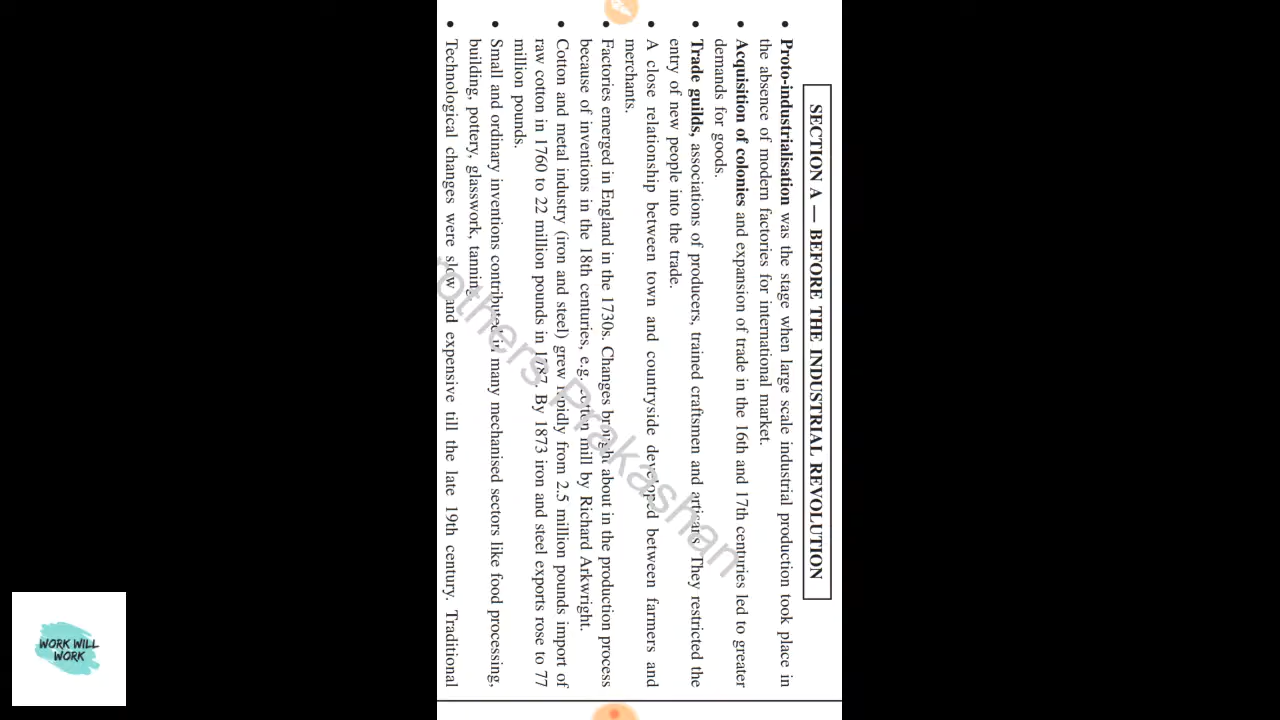 SECTION A — BEFORE THE INDUSTRIAL REVOLUTION
• Proto-industrialisation was the stage when large scale industrial production took place in
the absence of modern factories for international market.
• Acquisition of colonies and expansion of trade in the 16th and 17th centuries led to greater
demands for goods.
• Trade guilds, associations of producers, trained craftsmen and artisans. They restricted the
entry of new people into the trade.
• A close relationship between town and countryside developed between farmers and
merchants.
• Factories emerged in England in the 1730s. Changes brought about in the production process
because of inventions in the 18th centuries, e.g. cotton mill by Richard Arkwright.
• Cotton and metal industry (iron and steel) grew rapidly from 2.5 million pounds import of
raw cotton in 1760 to 22 million pounds in 1787. By 1873 iron and steel exports rose to 77
million pounds.
• Small and ordinary inventions contributed in many mechanised sectors like food processing,
building, pottery, glasswork, tanning
• Technological changes were slow and expensive till the late 19th century. Traditional
rothers Prakashan
WORK WILL
WORK